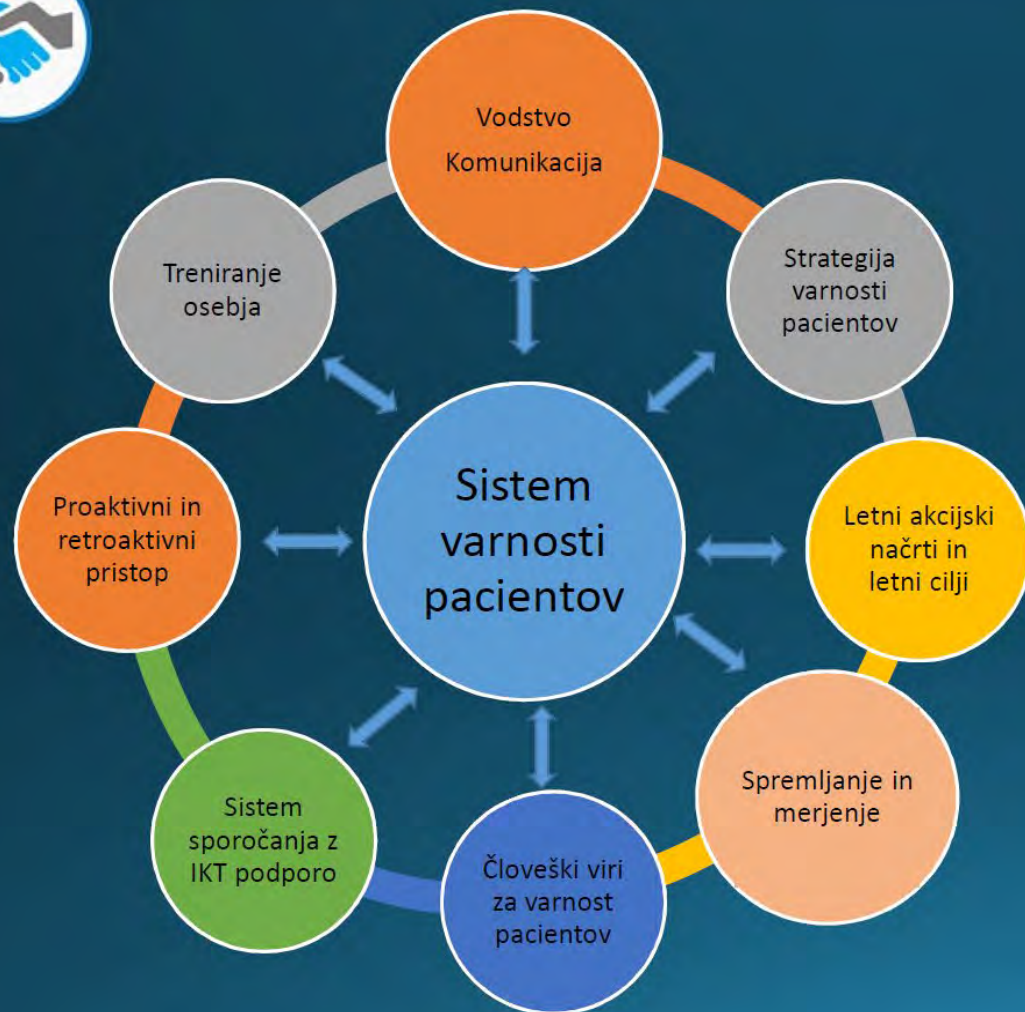 Vodstvo
Komunikacija
Strategija
varnosti
pacientov
Letni akcijski
načrti in
letni cilji
Spremljanje in
merjenje
Človeški viri
za varnost
pacientov
Sistem
sporočanja z
IKT podporo
Proaktivni in
retroaktivni
pristop
Treniranje
osebja
Sistem
varnosti
pacientov